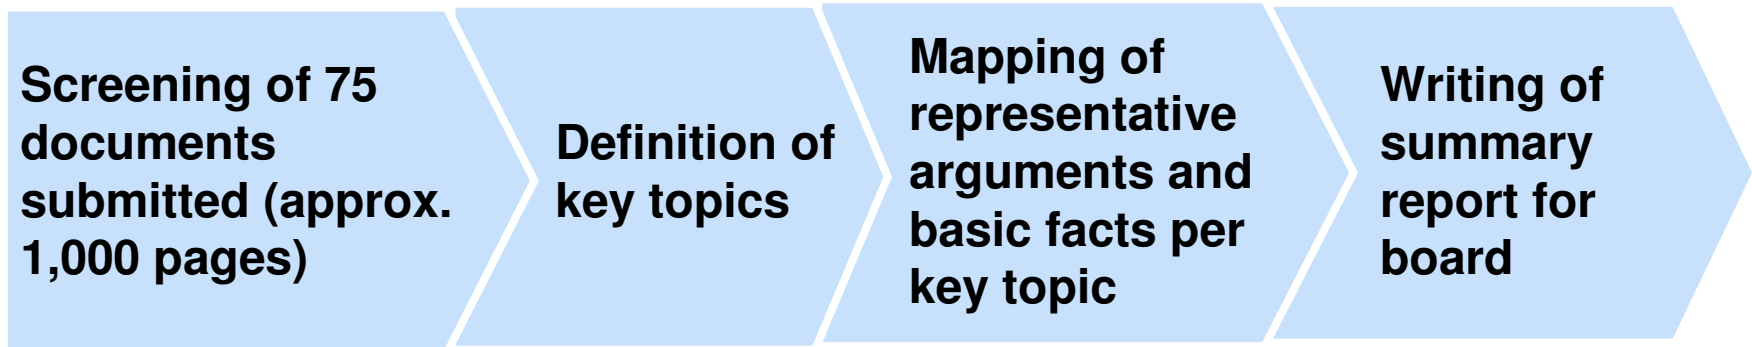 Screening of 75
documents
submitted (approx.
1,000 pages)
Definition of
key topics
Mapping of
representative
arguments and
basic facts per
key topic
Writing of
summary
report for
board